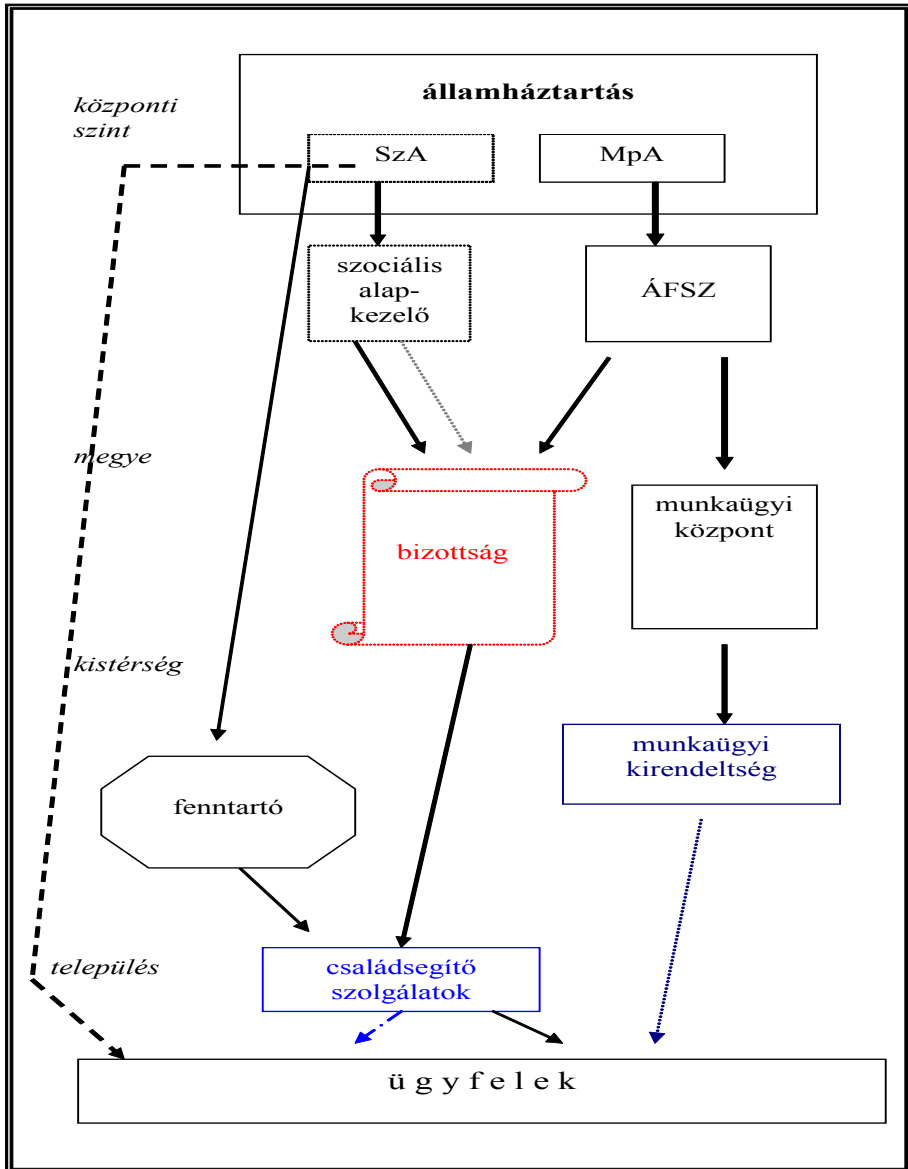 államháztartás
központi
szint
SzA
MpA
szociális
alap-
kezelő
ÁFSZ
megye
bizottság
munkaügyi
központ
kistérség
munkaügyi
kirendeltség
fenntartó
település
családsegítő
szolgálatok
ü g y f e l e k